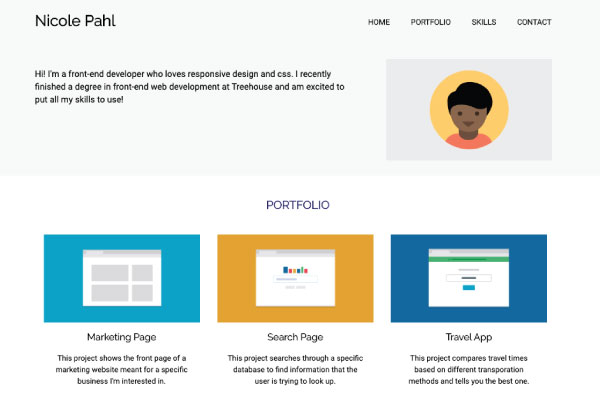 Nicole Pahl
HOME PORTFOLIO SKILLS CONTACT
Hi! I'm a front-end developer who loves responsive design and css. I recently
finished a degree in front-end web development at Treehouse and am excited to
put all my skills to use!
PORTFOLIO
Marketing Page
This project shows the front page of a
marketing website meant for a specific
business I'm interested in.
Search Page
This project searches through a specific
database to find information that the
user is trying to look up.
Travel App
This project compares travel times
based on different transporation
methods and tells you the best one.